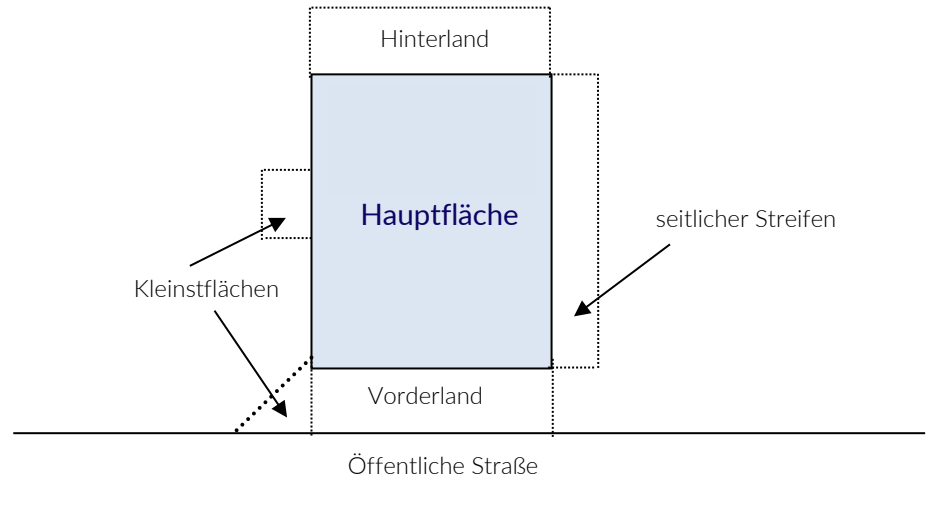 Hinterland
Hauptfläche
seitlicher Streifen
Kleinstflächen
Vorderland
Öffentliche Straße